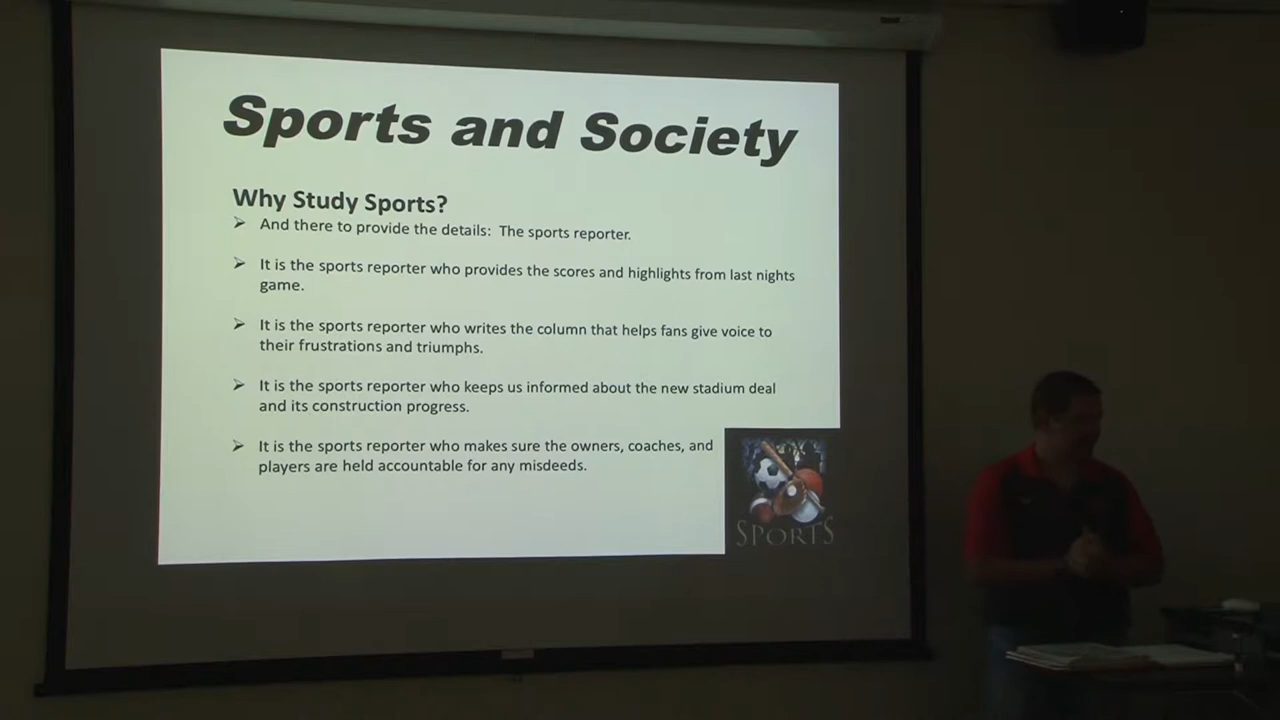 Sports and Society
Why Study Sports?
➢ And there to provide the details: The sports reporter.
➢ It is the sports reporter who provides the scores and highlights from last nights
game.
➢ It is the sports reporter who writes the column that helps fans give voice to
their frustrations and triumphs.
➢ It is the sports reporter who keeps us informed about the new stadium deal
and its construction progress.
➢ It is the sports reporter who makes sure the owners, coaches, and
players are held accountable for any misdeeds.
SPORTS